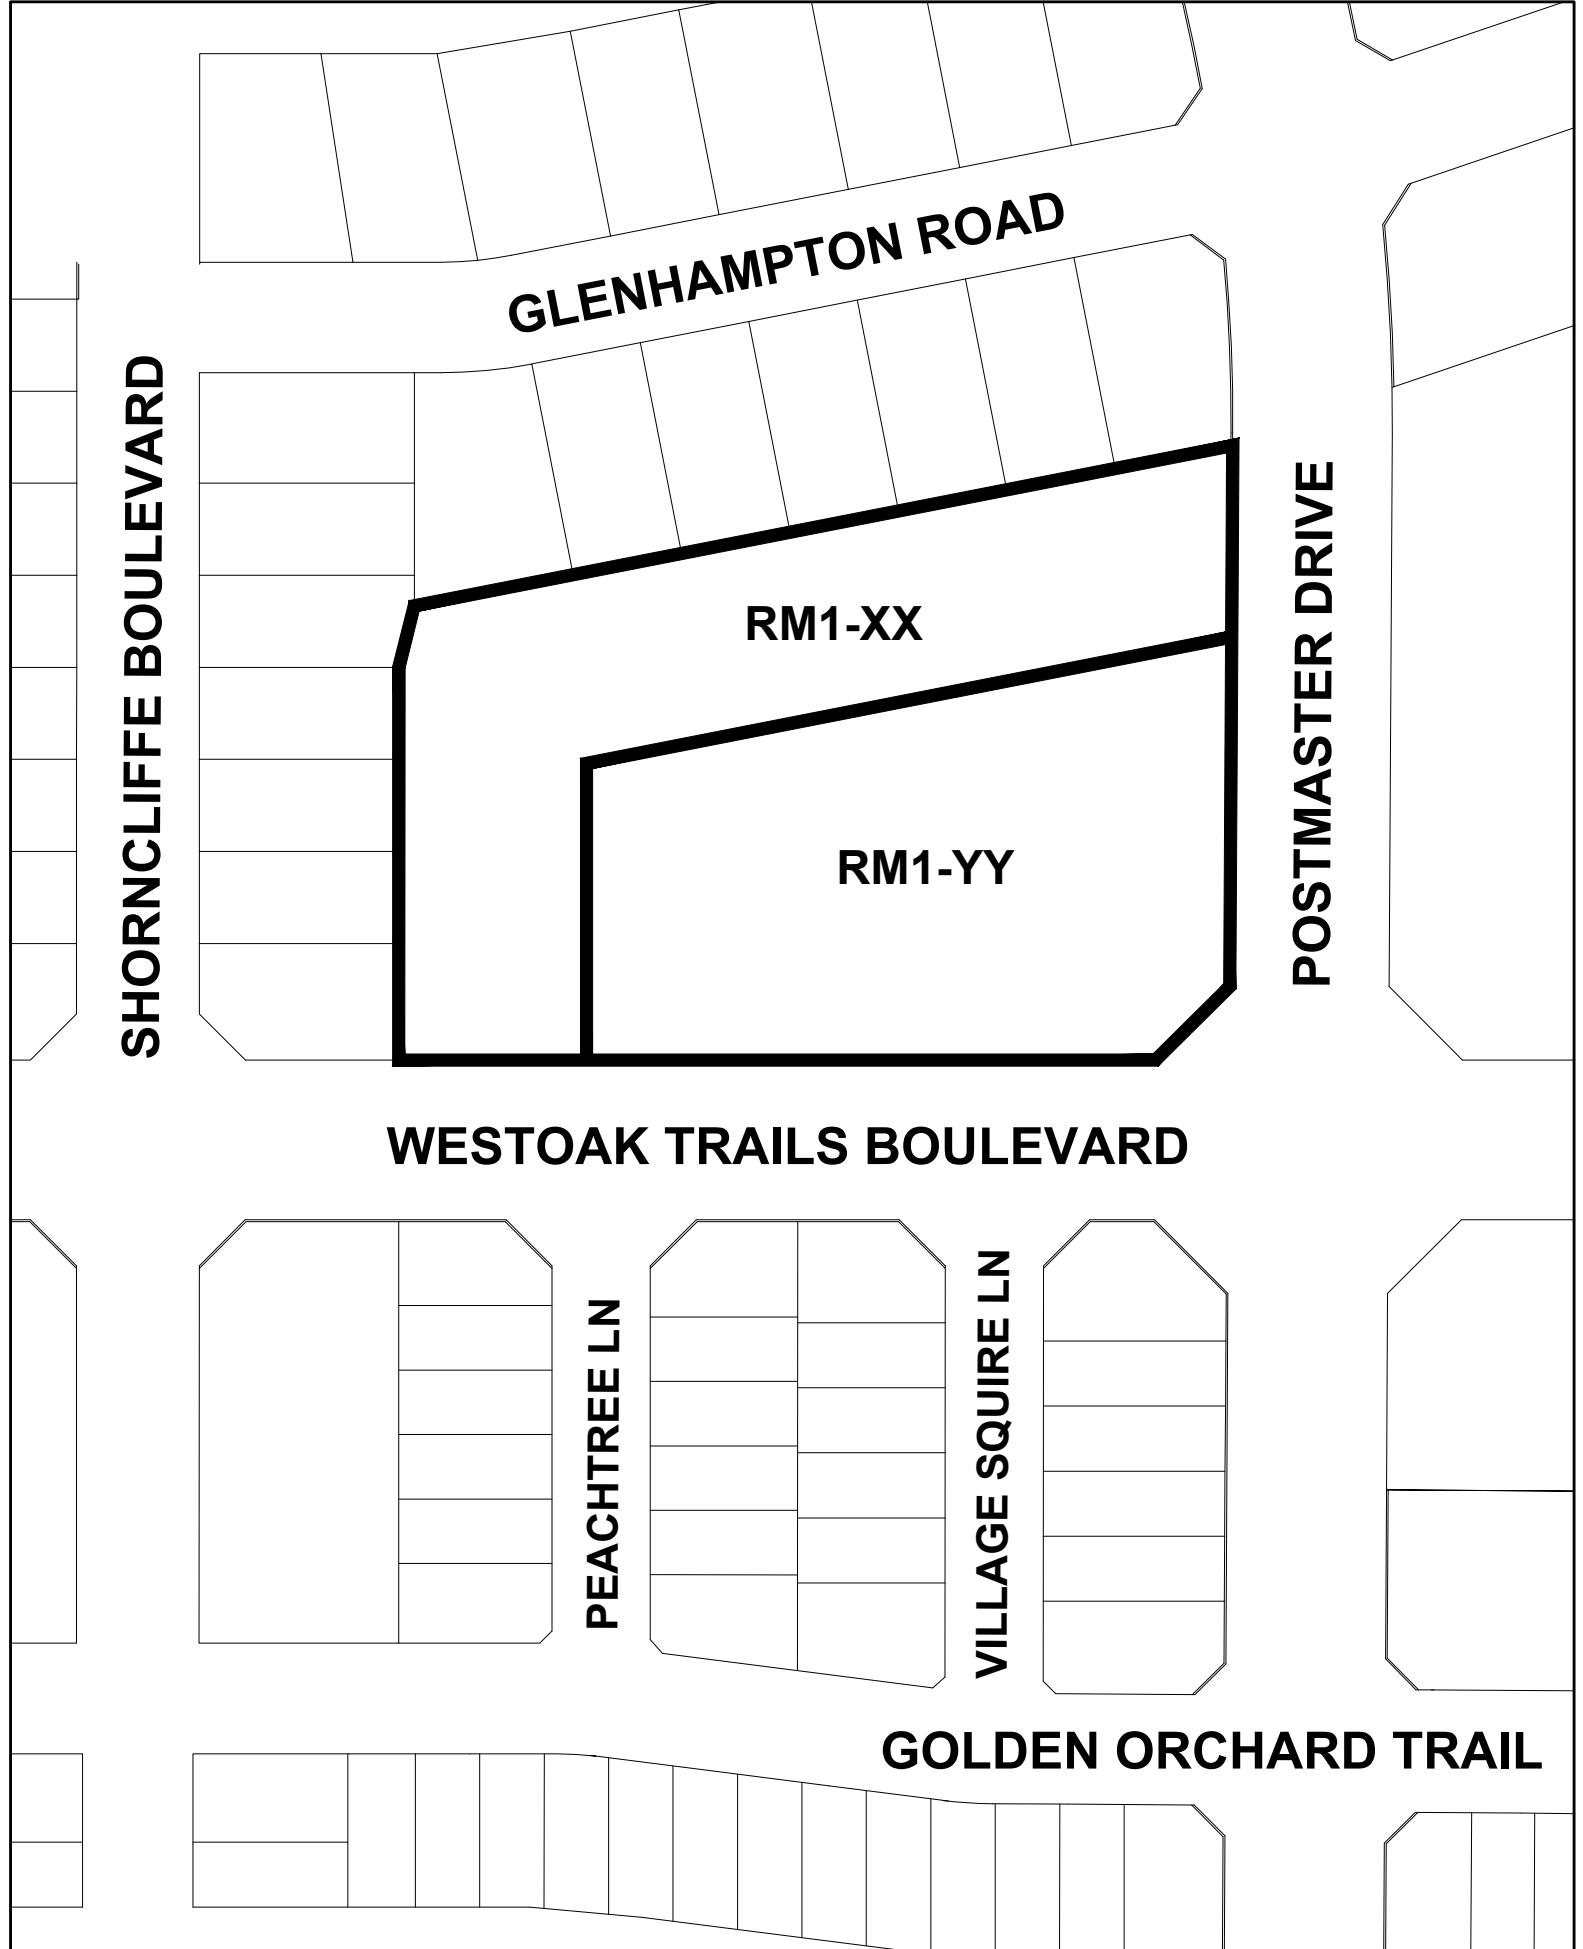 GLENHAMPTON ROAD
SHORNCLIFFE BOULEVARD
POSTMASTER DRIVE
RM1-XX
RM1-YY
WESTOAK TRAILS BOULEVARD
PEACHTREE LN
VILLAGE SQUIRE LN
GOLDEN ORCHARD TRAIL